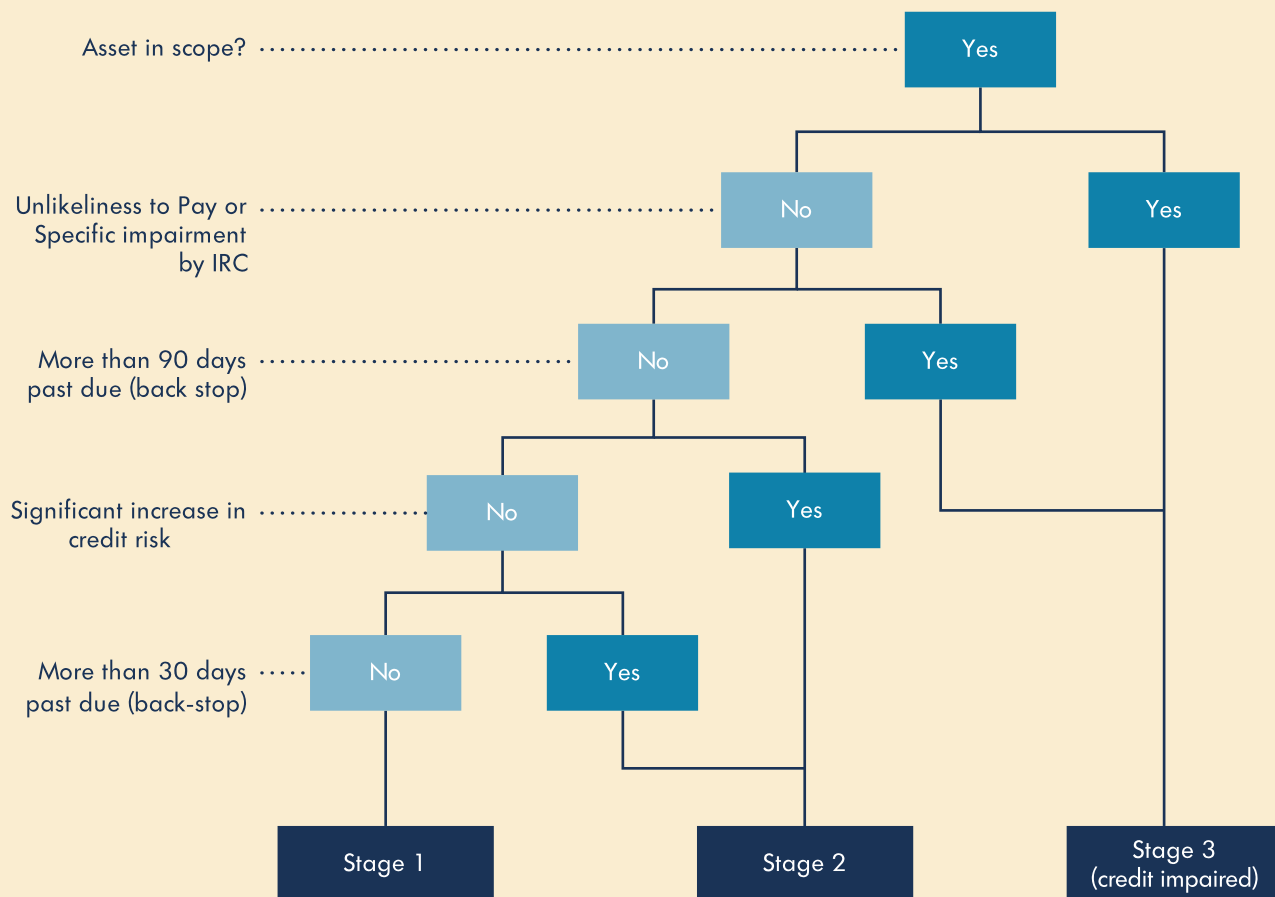 Asset in scope?
Yes
Unlikeliness to Pay or
Specific impairment
by IRC
No
Yes
More than 90 days
past due (back stop)
No
Yes
Significant increase in
credit risk
No
Yes
More than 30 days
past due (back-stop)
No
Yes
Stage 1
Stage 2
Stage 3
(credit impaired)